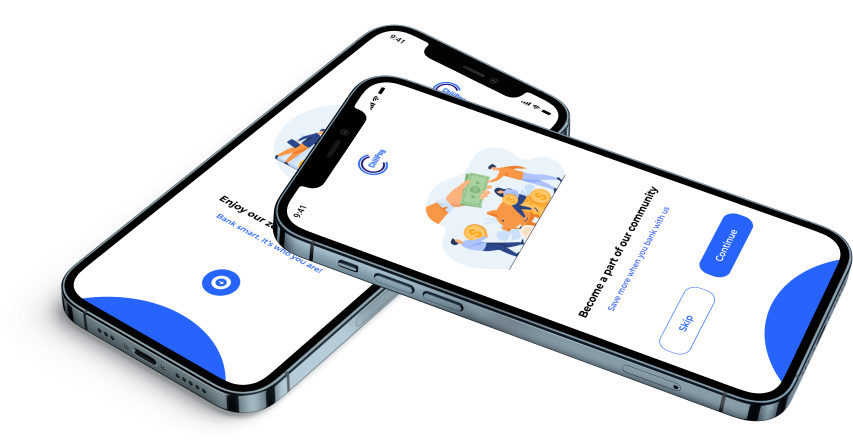 9:41
Enjoy our
Bank smart. It's who you are!
9:41
ChillPay
Become a part of our community
Save more when you bank with us
Continue
Skip